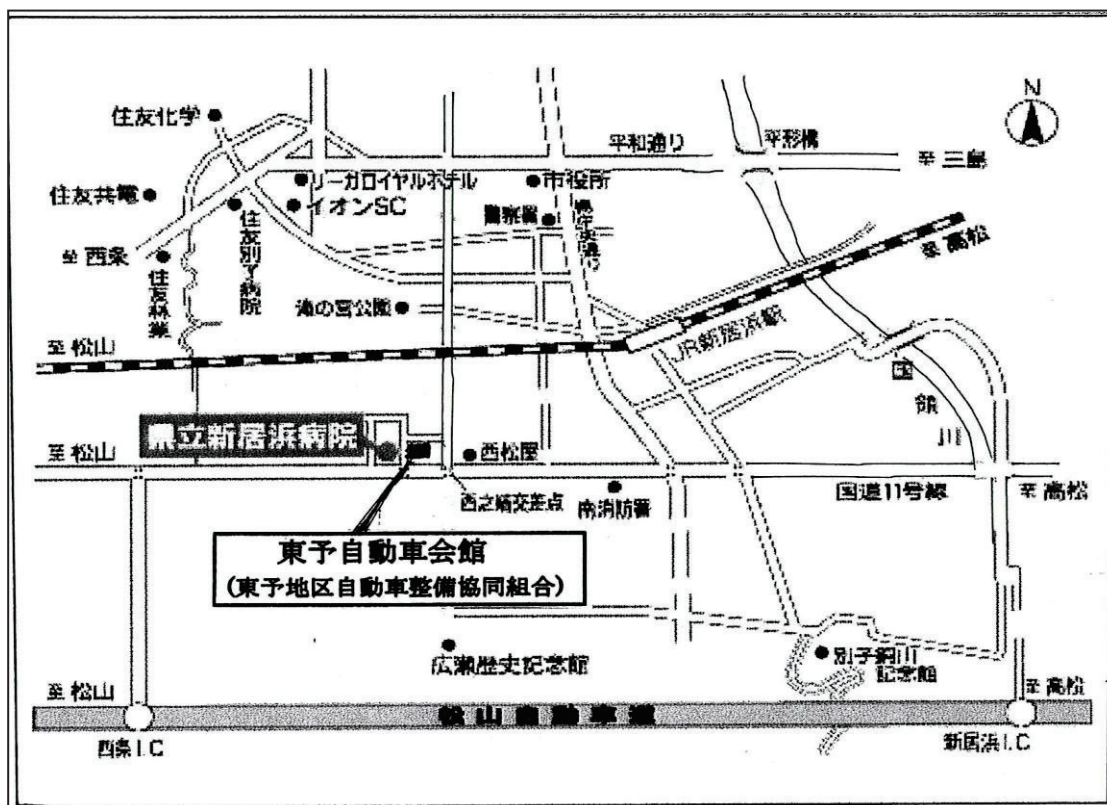 N
住友化学
平和通り
平形橋
至 三島
住友共電
リーガロイヤルホテル
市役所
イオンSC
警察署
至 西条
住友林業
住友別子病院
滝の宮公園
至 高松
JR新居浜駅
至 松山
国領川
県立新居浜病院
至 松山
西松屋
国道11号線
至 高松
西之端交差点
南消防署
東予自動車会館
(東予地区自動車整備協同組合)
広瀬歴史記念館
別子銅山
記念館
至 松山
至 高松
松山自動車道
西条I.C
新居浜I.C